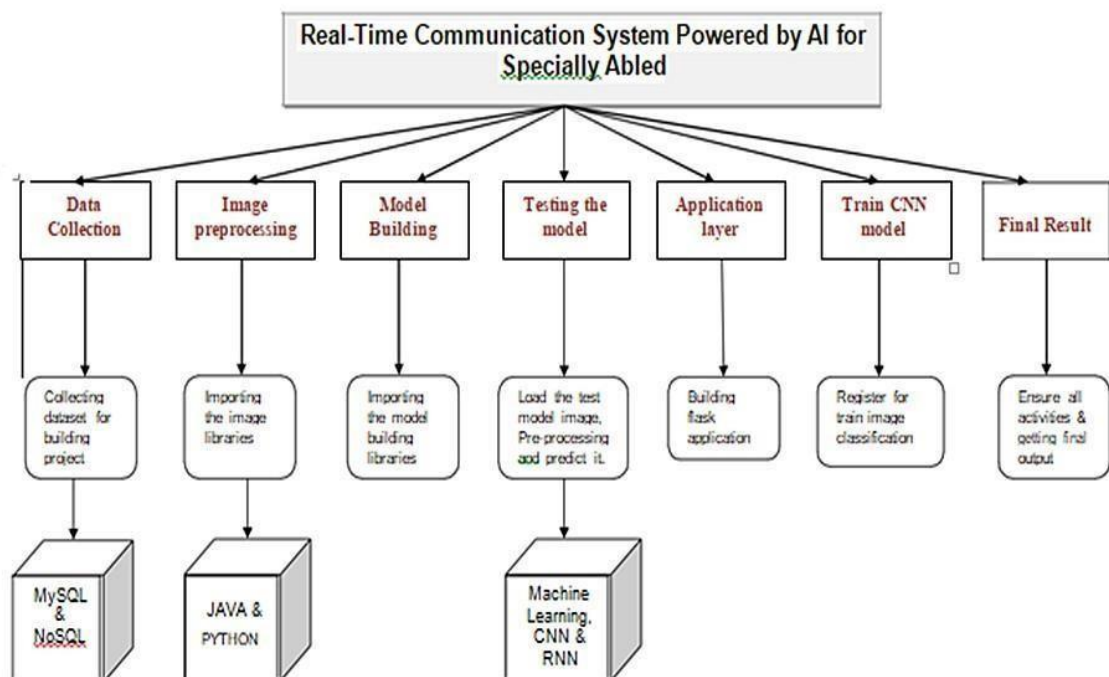 Real-Time Communication System Powered by AI for
Specially Abled
Data
Collection
Image
preprocessing
Model
Building
Testing the
model
Application
layer
Train CNN
model
Final Result
Collecting
dataset for
building
project
Importing
the image
libraries
Importing
the model
building
libraries
Load the test
model image,
Pre-processing
and predict it.
Building
flask
application
Register for
train image
classification
Ensure all
activities &
getting final
output
MySQL
&
NoSQL
JAVA &
PYTHON
Machine
Learning,
CNN &
RNN